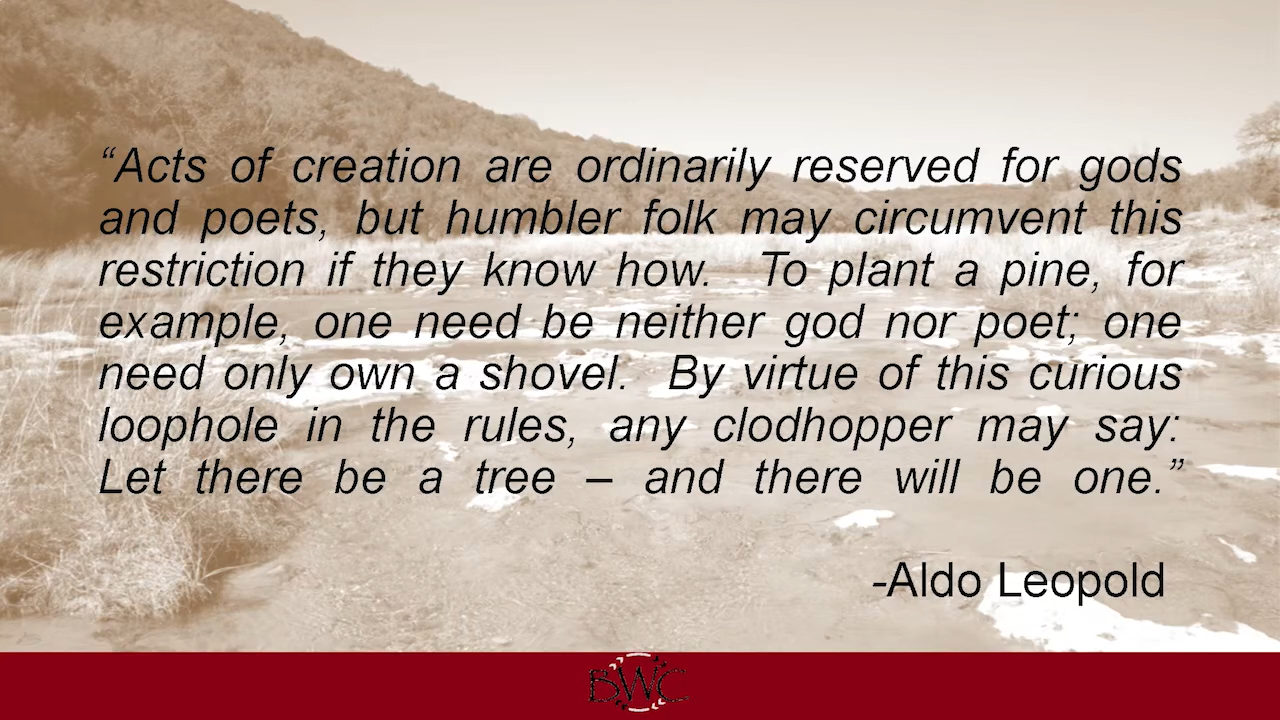 “Acts of creation are ordinarily reserved for gods
and poets, but humbler folk may circumvent this
restriction if they know how.  To plant a pine, for
example, one need be neither god nor poet; one
need only own a shovel.  By virtue of this curious
loophole in the rules, any clodhopper may say:
Let there be a tree – and there will be one.”
-Aldo Leopold
BWC